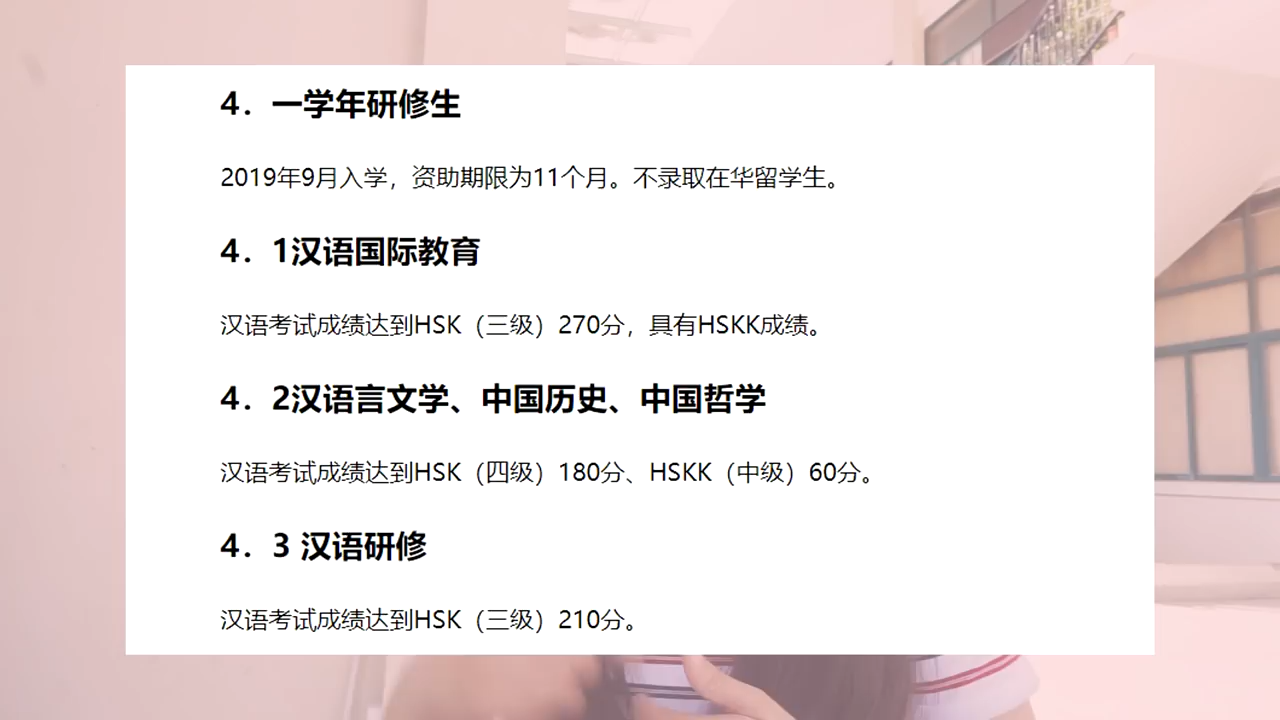 4．一学年研修生
2019年9月入学，资助期限为11个月。不录取在华留学生。
4．1汉语国际教育
汉语考试成绩达到HSK（三级）270分，具有HSKK成绩。
4．2汉语言文学、中国历史、中国哲学
汉语考试成绩达到HSK（四级）180分、HSKK（中级）60分。
4．3 汉语研修
汉语考试成绩达到HSK（三级）210分。